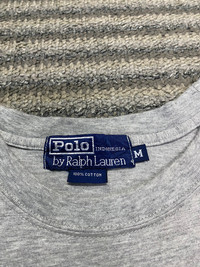 Polo INDONESIA
by Ralph Lauren M
100% COTTON